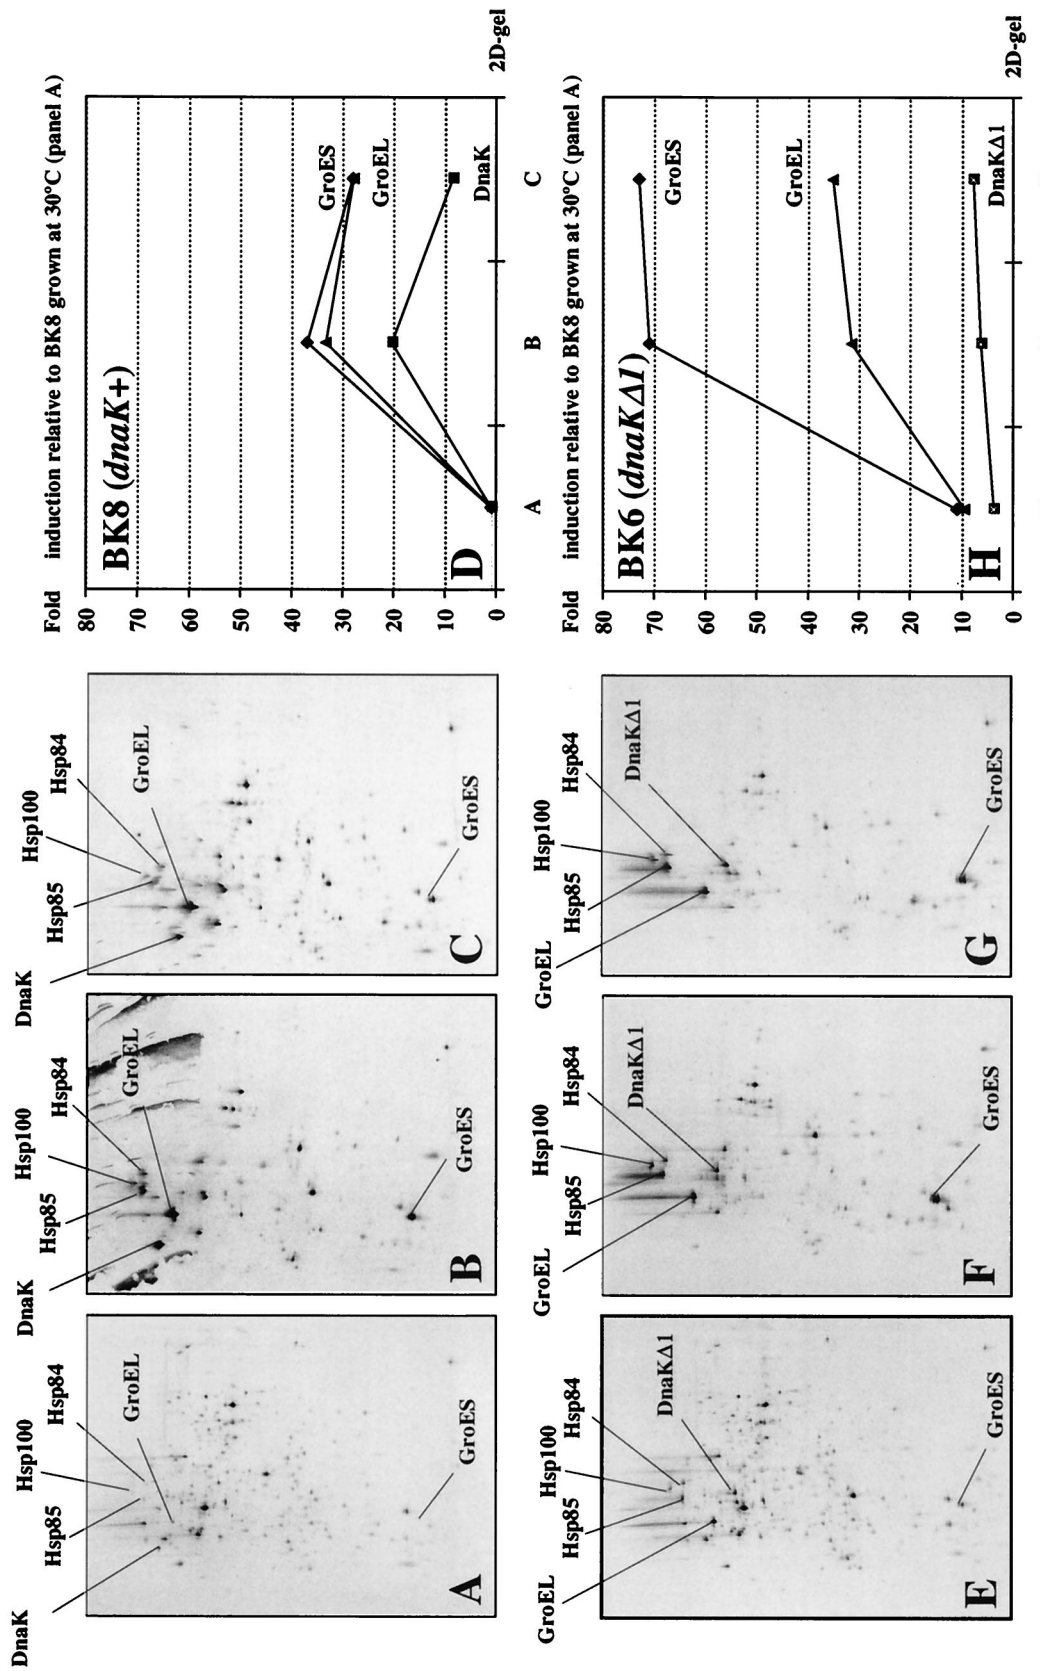 DnaK
Hsp85
Hsp100
Hsp84
GroEL
GroES
A
DnaK
Hsp85
Hsp100
Hsp84
GroEL
GroES
B
DnaK
Hsp85
Hsp100
Hsp84
GroEL
GroES
C
Fold induction relative to BK8 grown at 30°C (panel A)
80
70
60
50
40
30
20
10
0
BK8 (dnaK+)
GroES
GroEL
DnaK
D
A
B
C
2D-gel
GroEL
Hsp85
Hsp100
Hsp84
DnaKΔ1
GroES
E
GroEL
Hsp85
Hsp100
Hsp84
DnaKΔ1
GroES
F
GroEL
Hsp85
Hsp100
Hsp84
DnaKΔ1
GroES
G
Fold induction relative to BK8 grown at 30°C (panel A)
80
70
60
50
40
30
20
10
0
BK6 (dnaKΔ1)
GroES
GroEL
DnaKΔ1
H
2D-gel